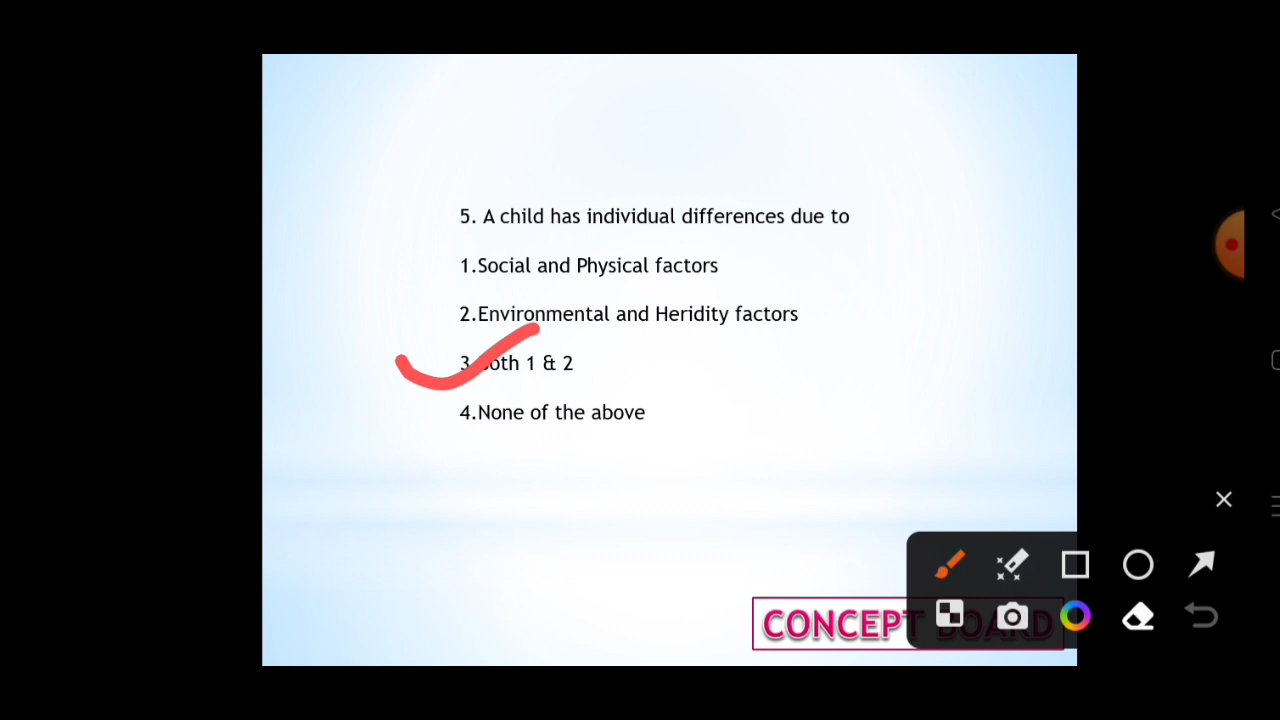 5. A child has individual differences due to
1.Social and Physical factors
2.Environmental and Heridity factors
3.Both 1 & 2
4.None of the above
CONCEPT BOARD